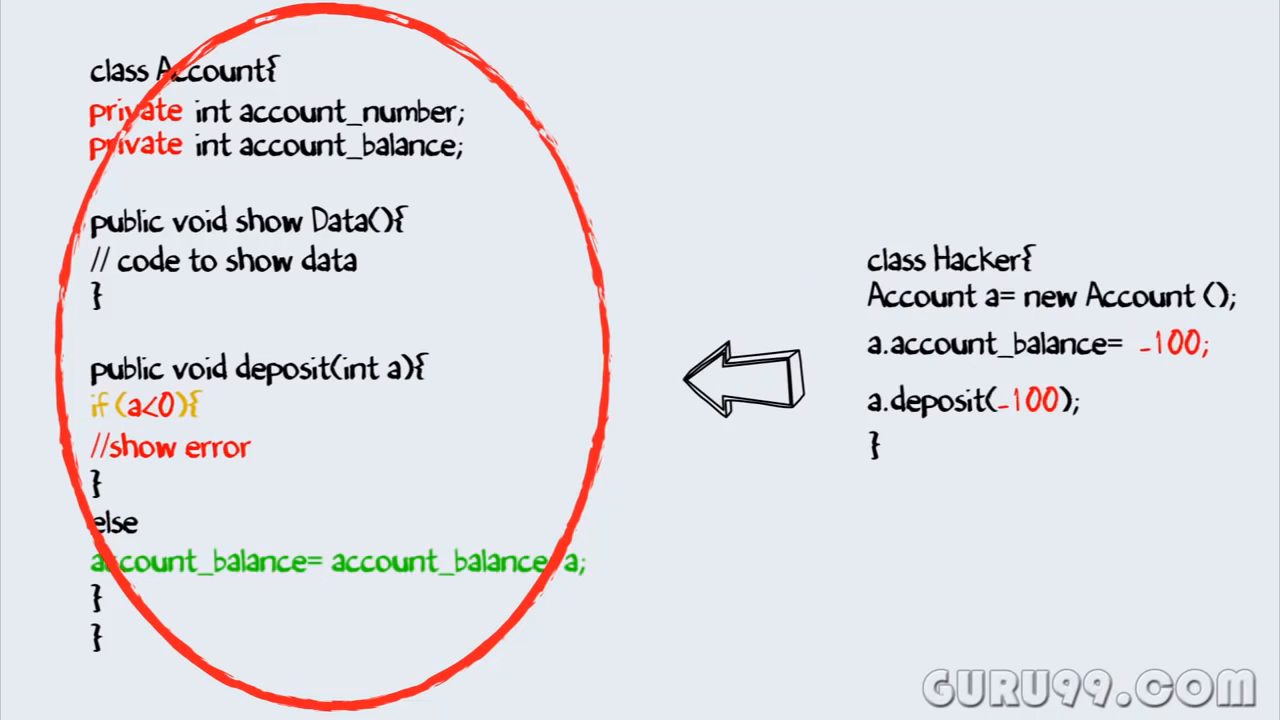 class Account{
private int account_number;
private int account_balance;
public void show Data(){
// code to show data
}
public void deposit(int a){
if (a<0){
//show error
}
else
account_balance= account_balance a;
}
}
class Hacker{
Account a= new Account ();
a.account_balance= -100;
a.deposit(-100);
}
GURU99.COM